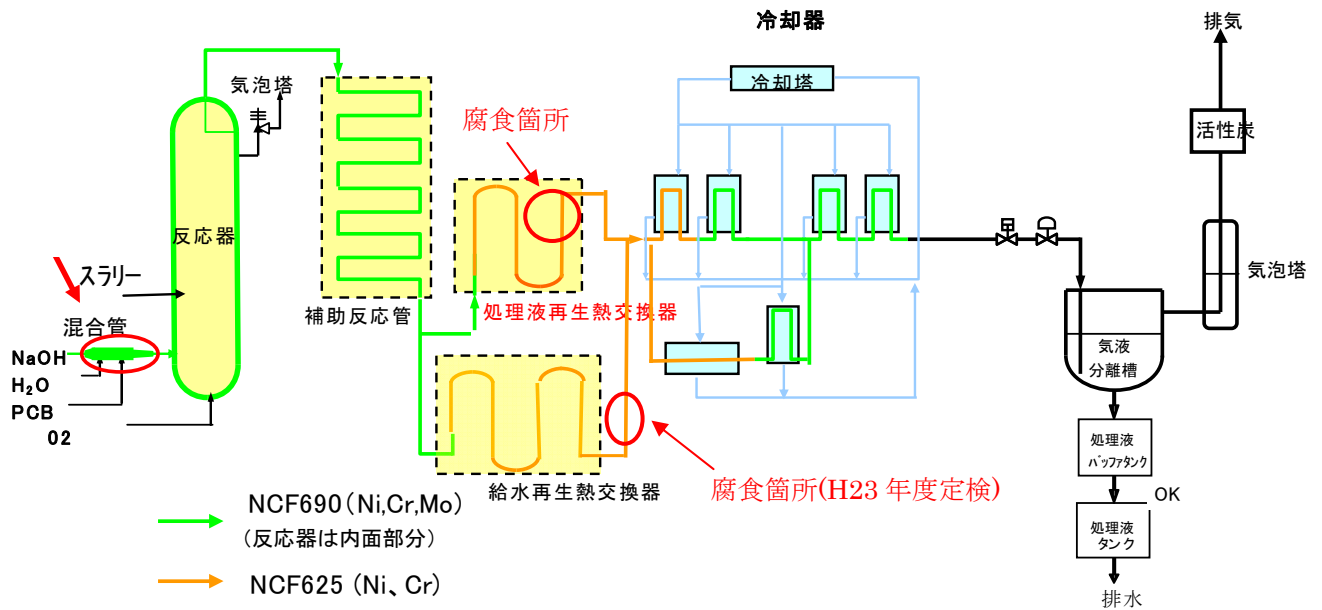 冷却器
排気
気泡塔
冷却塔
腐食箇所
活性炭
反応器
スラリー
気泡塔
補助反応管
処理液再生熱交換器
混合管
NaOH
H₂O
PCB
O2
気液
分離槽
処理液
バッファタンク
給水再生熱交換器
腐食箇所(H23 年度定検)
OK
処理液
タンク
NCF690(Ni,Cr,Mo)
(反応器は内面部分)
NCF625 (Ni、Cr)
排水